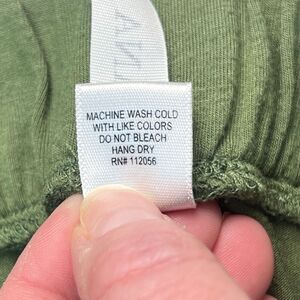 MACHINE WASH COLD
WITH LIKE COLORS
DO NOT BLEACH
HANG DRY
RN# 112056